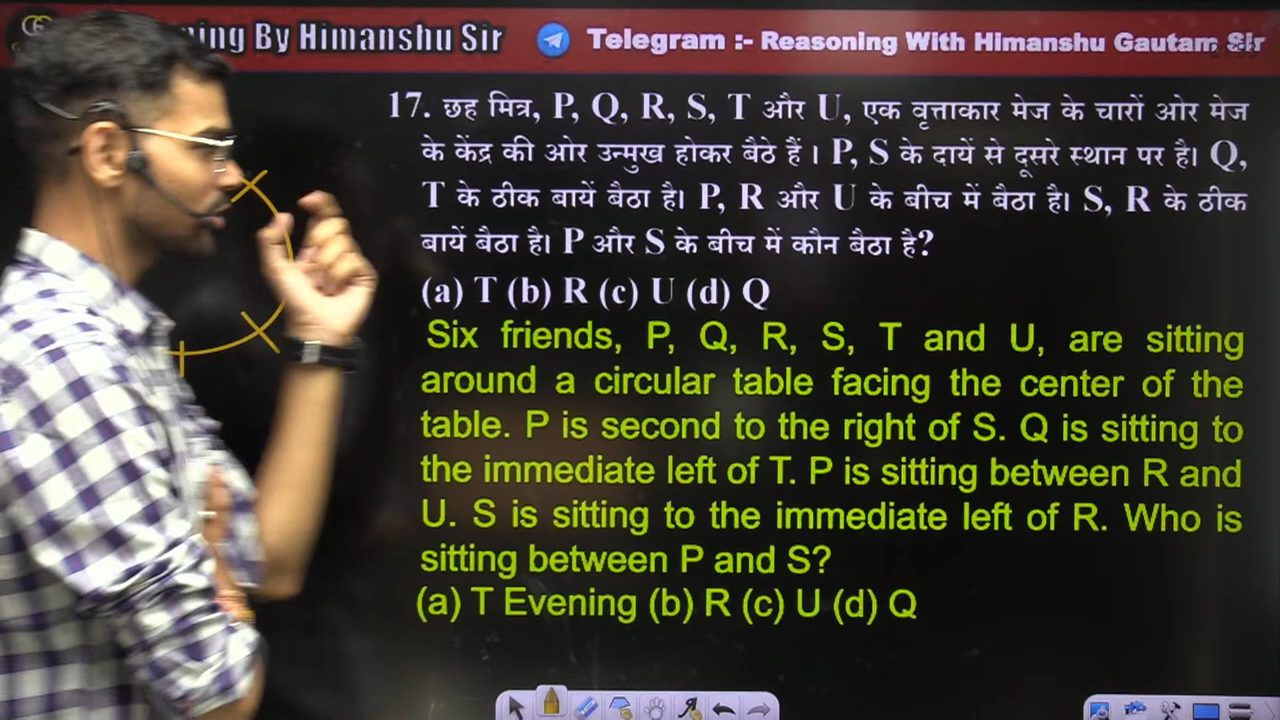 ning By Himanshu Sir
Telegram :- Reasoning With Himanshu Gautam Sir
17. छह मित्र, P, Q, R, S, T और U, एक वृत्ताकार मेज के चारों ओर मेज
के केंद्र की ओर उन्मुख होकर बैठे हैं । P, S के दायें से दूसरे स्थान पर है। Q,
T के ठीक बायें बैठा है। P, R और U के बीच में बैठा है। S, R के ठीक
बायें बैठा है। P और S के बीच में कौन बैठा है?
(a) T (b) R (c) U (d) Q
Six friends, P, Q, R, S, T and U, are sitting
around a circular table facing the center of the
table. P is second to the right of S. Q is sitting to
the immediate left of T. P is sitting between R and
U. S is sitting to the immediate left of R. Who is
sitting between P and S?
(a) T Evening (b) R (c) U (d) Q